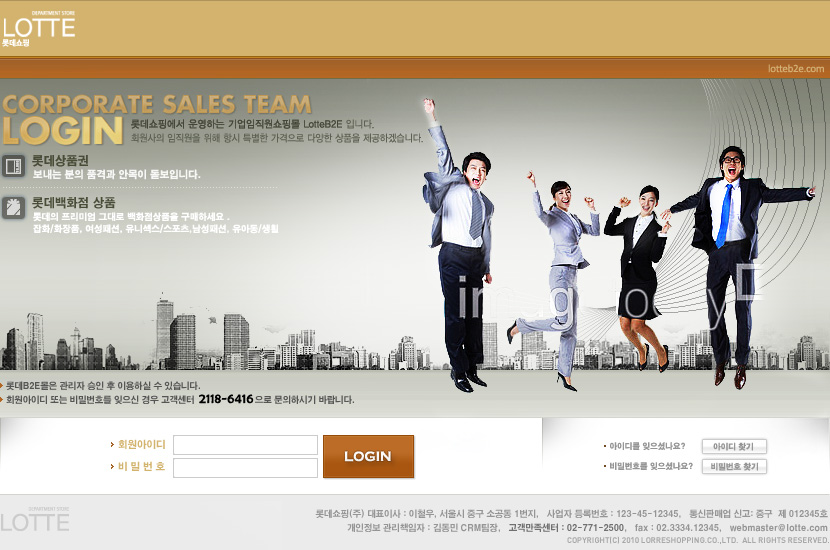 DEPARTMENT STORE
LOTTE
롯데쇼핑
lotteb2e.com
CORPORATE SALES TEAM
LOGIN
롯데쇼핑에서 운영하는 기업임직원쇼핑몰 LotteB2E 입니다.
회원사의 임직원을 위해 항시 특별한 가격으로 다양한 상품을 제공하겠습니다.
롯데상품권
보내는 분의 품격과 안목이 돋보입니다.
롯데백화점 상품
롯데의 프리미엄 그대로 백화점상품을 구매하세요 .
잡화/화장품, 여성패션, 유니섹스/스포츠,남성패션, 유아동/생활
롯데B2E몰은 관리자 승인 후 이용하실 수 있습니다.
회원아이디 또는 비밀번호를 잊으신 경우 고객센터 2118-6416으로 문의하시기 바랍니다.
회원아이디
비 밀 번 호
LOGIN
아이디를 잊으셨나요? 아이디 찾기
비밀번호를 잊으셨나요? 비밀번호 찾기
DEPARTMENT STORE
LOTTE
롯데쇼핑(주) 대표이사 : 이철우, 서울시 중구 소공동 1번지, 사업자 등록번호 : 123-45-12345, 통신판매업 신고: 중구 제 012345호
개인정보 관리책임자 : 김동민 CRM팀장, 고객만족센터 : 02-771-2500, fax : 02.3334.12345, webmaster@lotte.com
COPYRIGHT(C) 2010 LORRESHOPPING.CO.,LTD. ALL RIGHTS RESERVED.